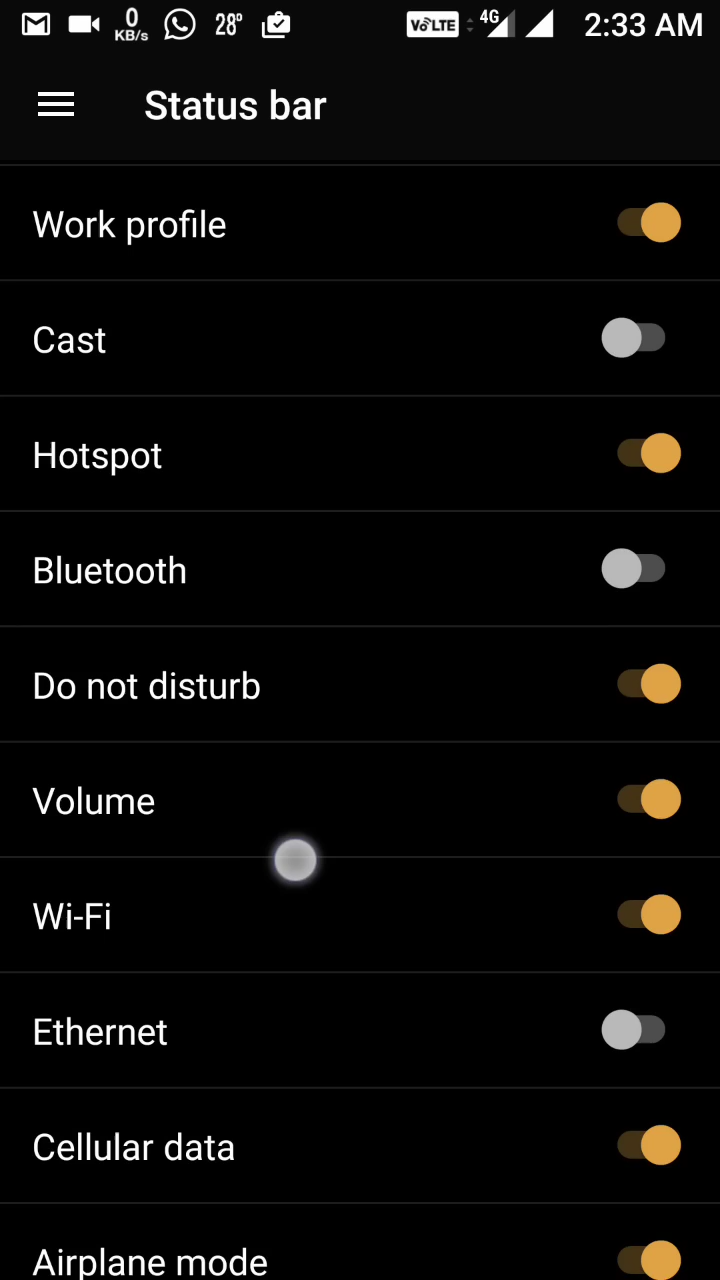 0
KB/s
28°
VoLTE
4G
2:33 AM
Status bar
Work profile
Cast
Hotspot
Bluetooth
Do not disturb
Volume
Wi-Fi
Ethernet
Cellular data
Airplane mode